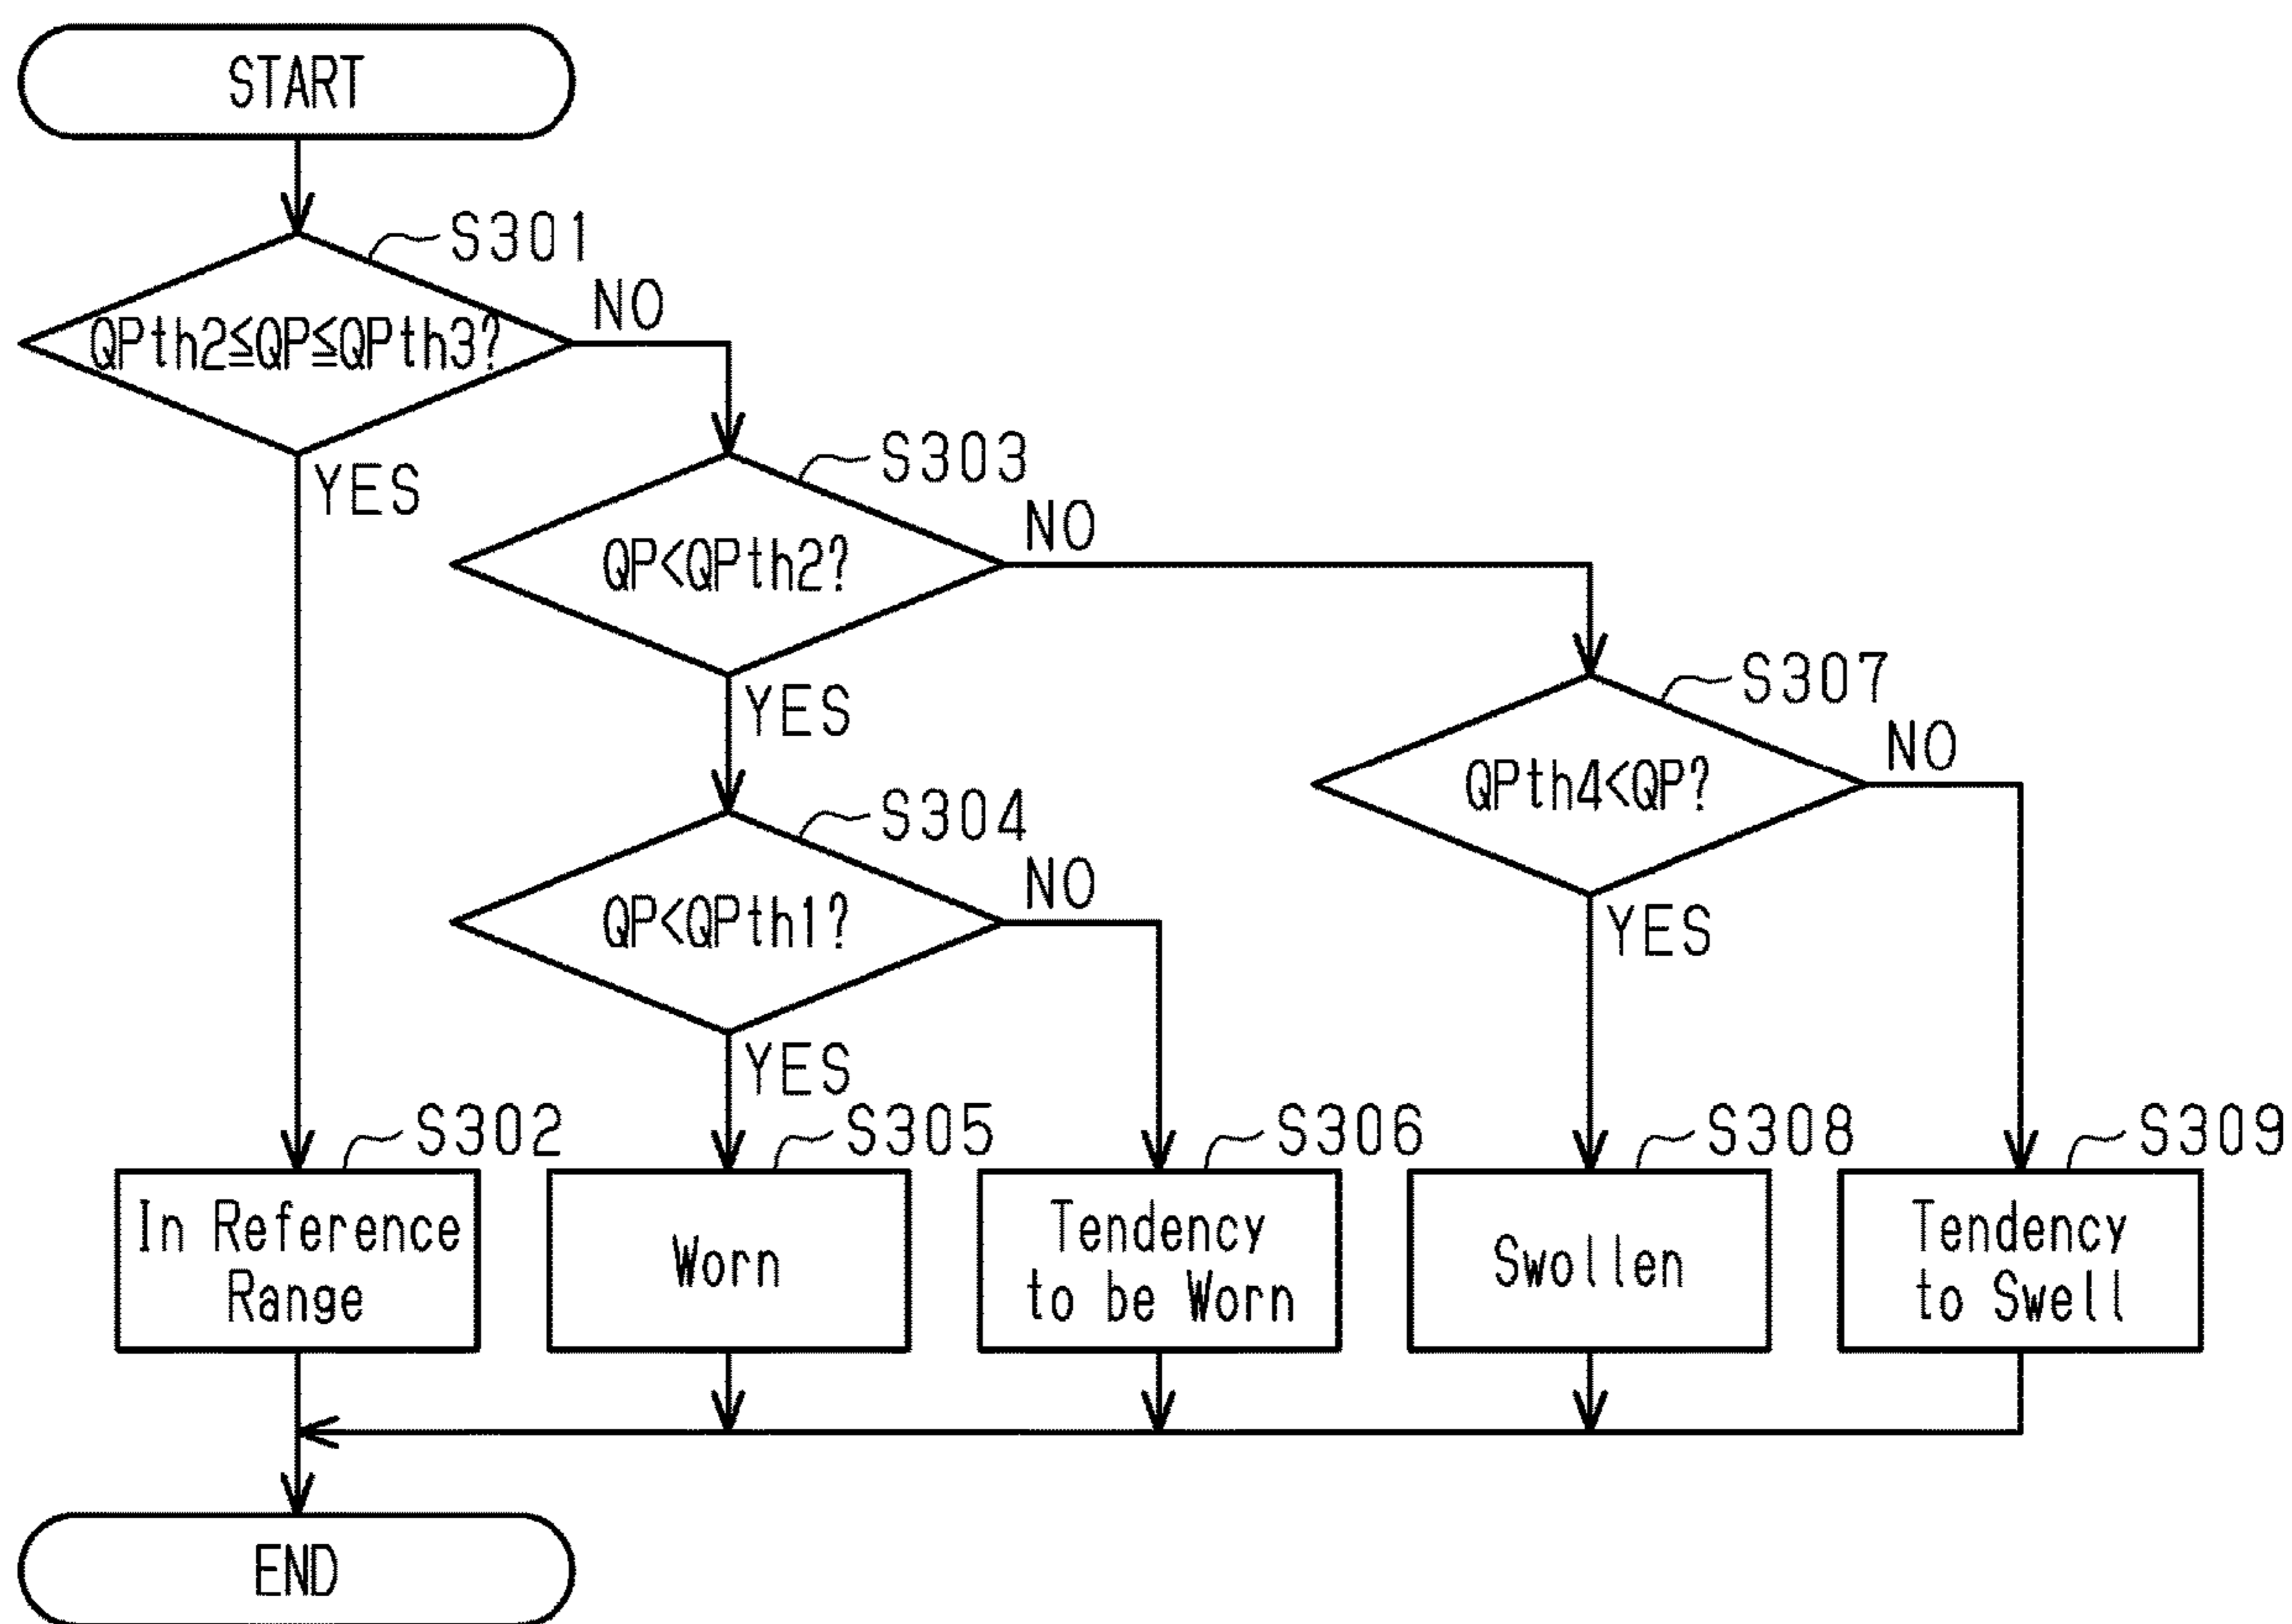 START
S301
QPth2≦QP≦QPth3?
NO
YES
S303
QP<QPth2?
NO
YES
S307
QPth4<QP?
NO
YES
S304
QP<QPth1?
NO
YES
S302
In Reference
Range
S305
Worn
S306
Tendency
to be Worn
S308
Swollen
S309
Tendency
to Swell
END